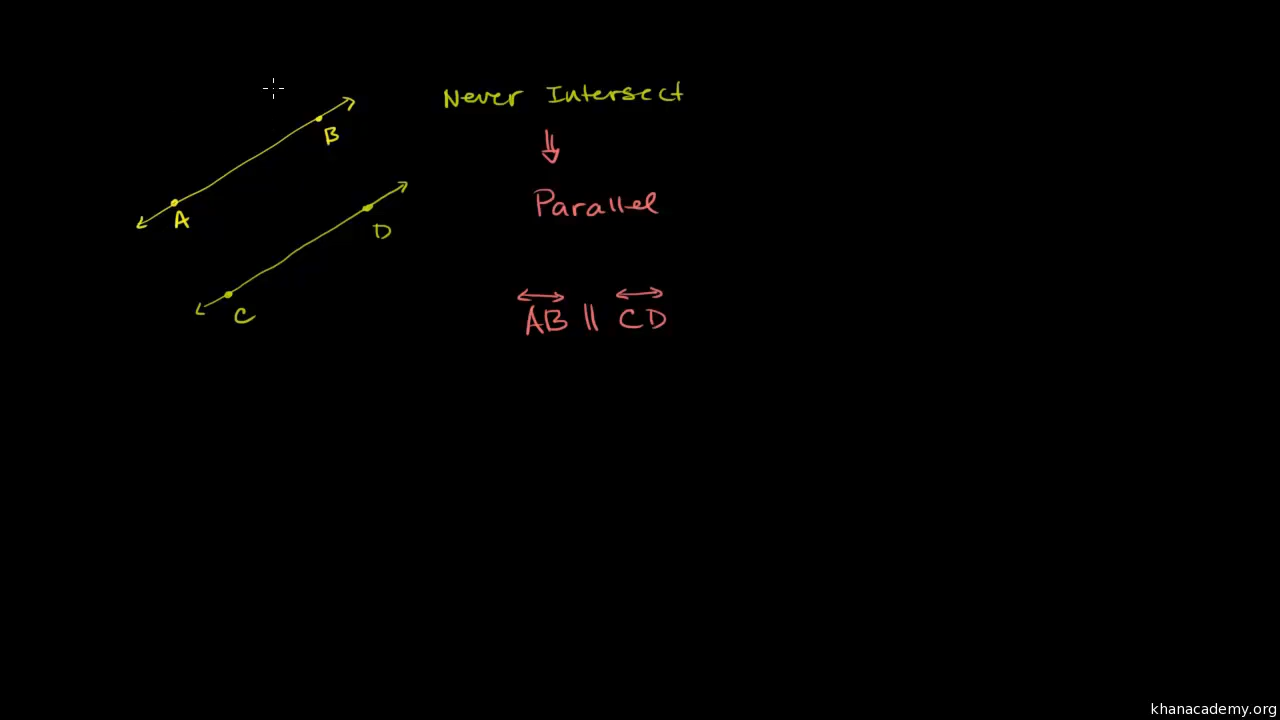 Never Intersect
B
Parallel
A
D
C
AB || CD
khanacademy.org